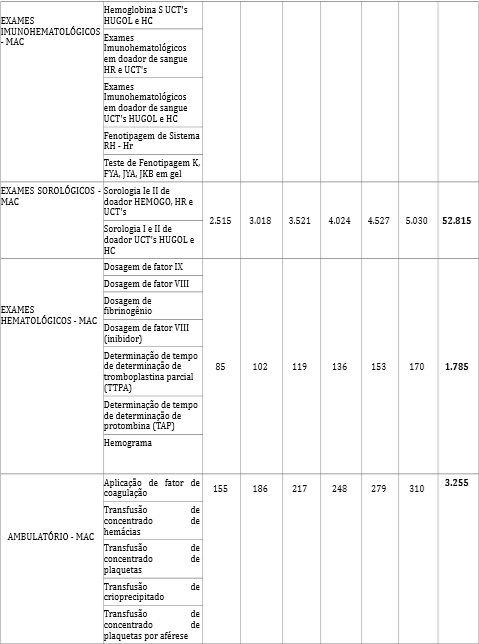 EXAMES
IMUNOHEMATOLÓGICOS
- MAC
Hemoglobina S UCT's
HUGOL e HC
Exames
Imunohematológicos
em doador de sangue
HR e UCT's
Exames
Imunohematológicos
em doador de sangue
UCT's HUGOL e HC
Fenotipagem de Sistema
RH - Hr
Teste de Fenotipagem K,
FYA, JYA, JKB em gel
EXAMES SOROLÓGICOS -
MAC
Sorologia Ie II de
doador HEMOGO, HR e
UCT's
Sorologia I e II de
doador UCT's HUGOL e
HC
2.515 3.018 3.521 4.024 4.527 5.030 52.815
EXAMES
HEMATOLÓGICOS - MAC
Dosagem de fator IX
Dosagem de fator VIII
Dosagem de
fibrinogênio
Dosagem de fator VIII
(inibidor)
Determinação de tempo
de determinação de
tromboplastina parcial
(TTPA)
Determinação de tempo
de determinação de
protombina (TAP)
Hemograma
85 102 119 136 153 170 1.785
AMBULATÓRIO - MAC
Aplicação de fator de
coagulação
Transfusão de
concentrado de
hemácias
Transfusão de
concentrado de
plaquetas
Transfusão de
crioprecipitado
Transfusão de
concentrado de
plaquetas por aférese
155 186 217 248 279 310 3.255